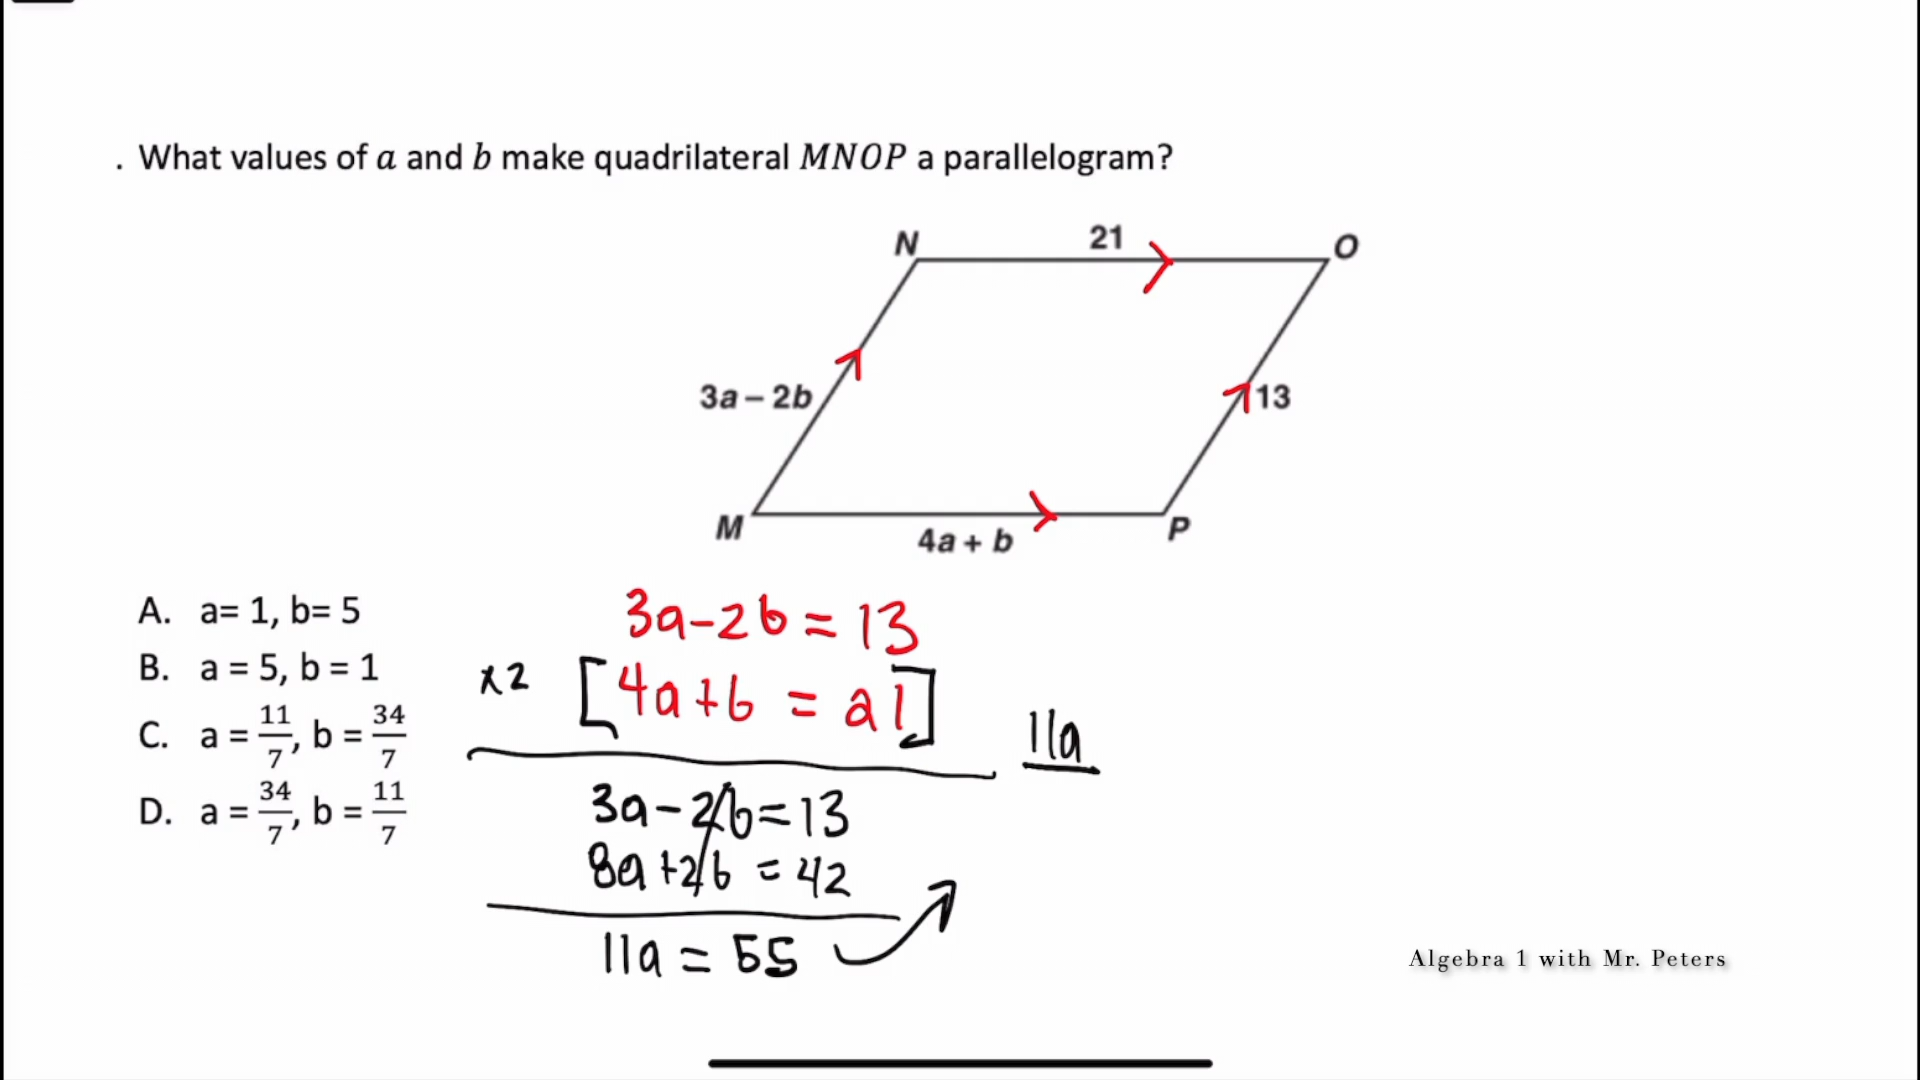 . What values of a and b make quadrilateral MNOP a parallelogram?
N
21
O
3a – 2b
13
M
4a + b
P
A. a= 1, b= 5
B. a = 5, b = 1
C. a = 11/7, b = 34/7
D. a = 34/7, b = 11/7
3a-2b = 13
x2 [4a+b = 21]
11a
3a-2b=13
8a+2b = 42
11a = 55
Algebra 1 with Mr. Peters